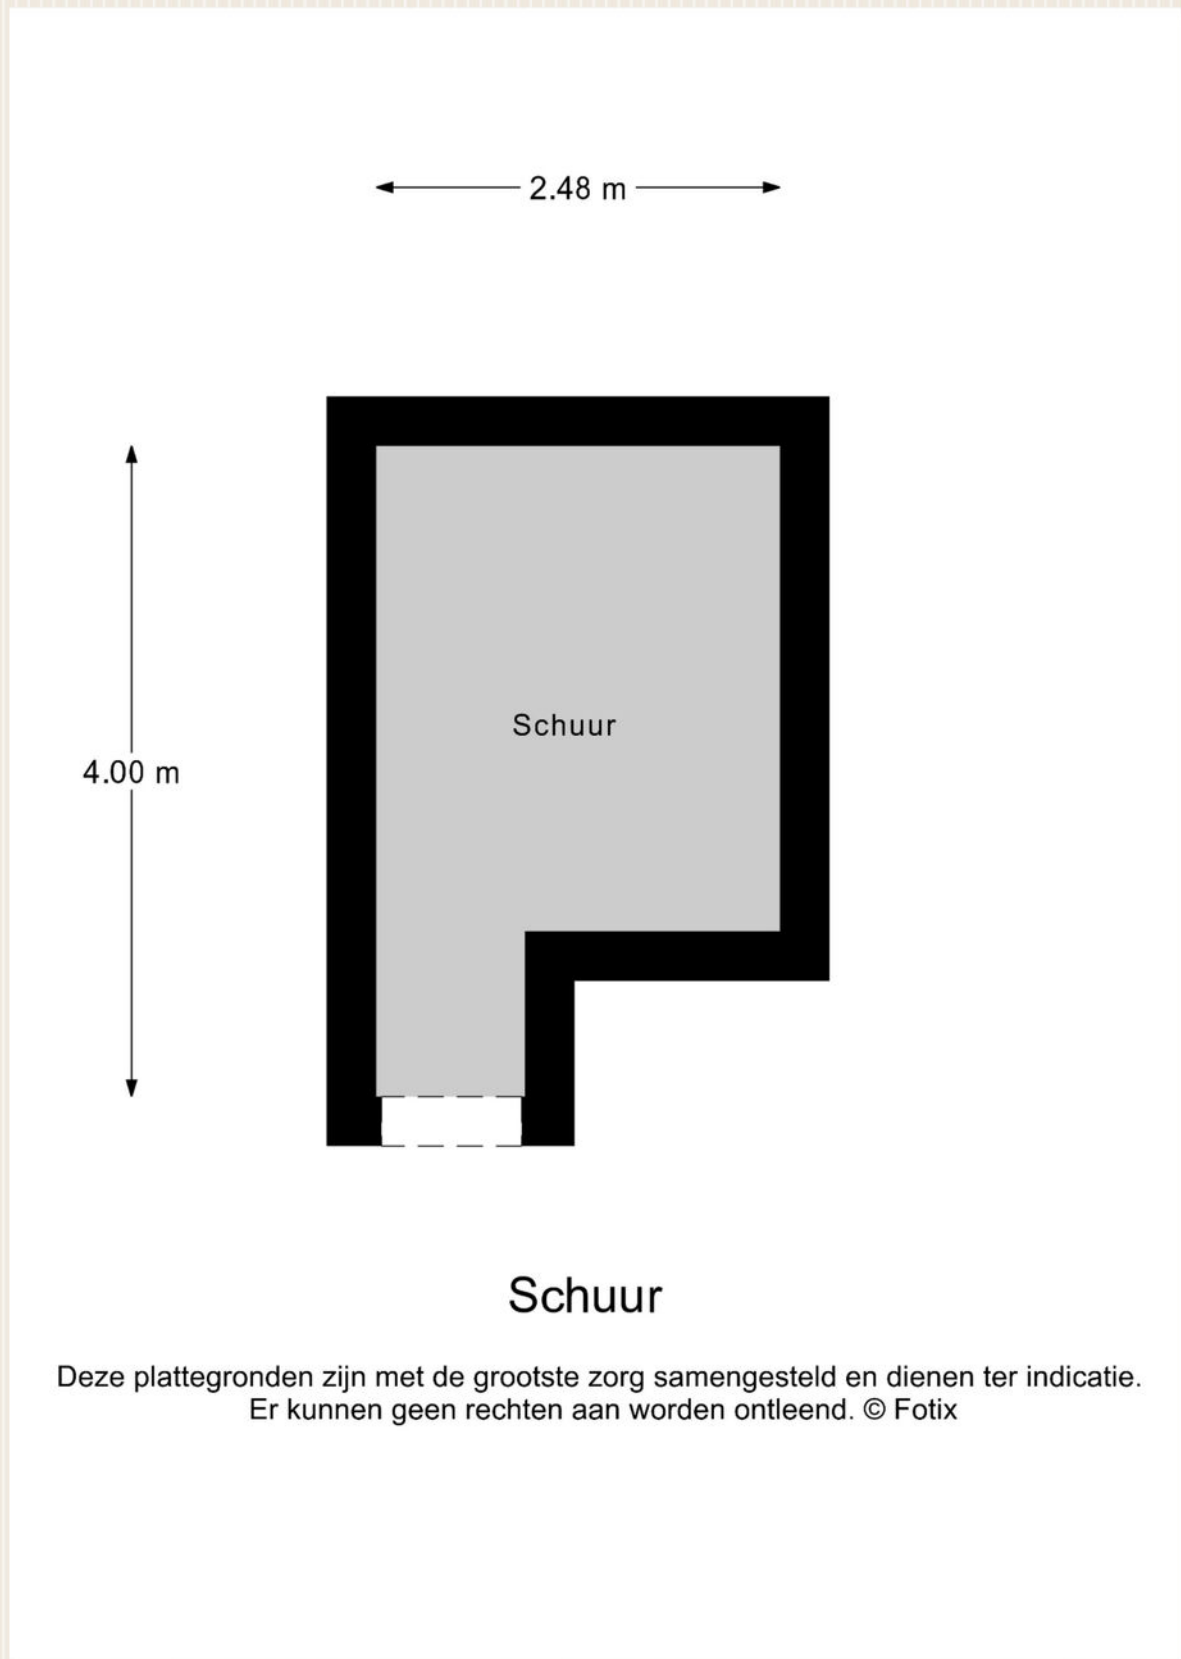 2.48 m
Schuur
4.00 m
Schuur
Deze plattegronden zijn met de grootste zorg samengesteld en dienen ter indicatie.
Er kunnen geen rechten aan worden ontleend. © Fotix